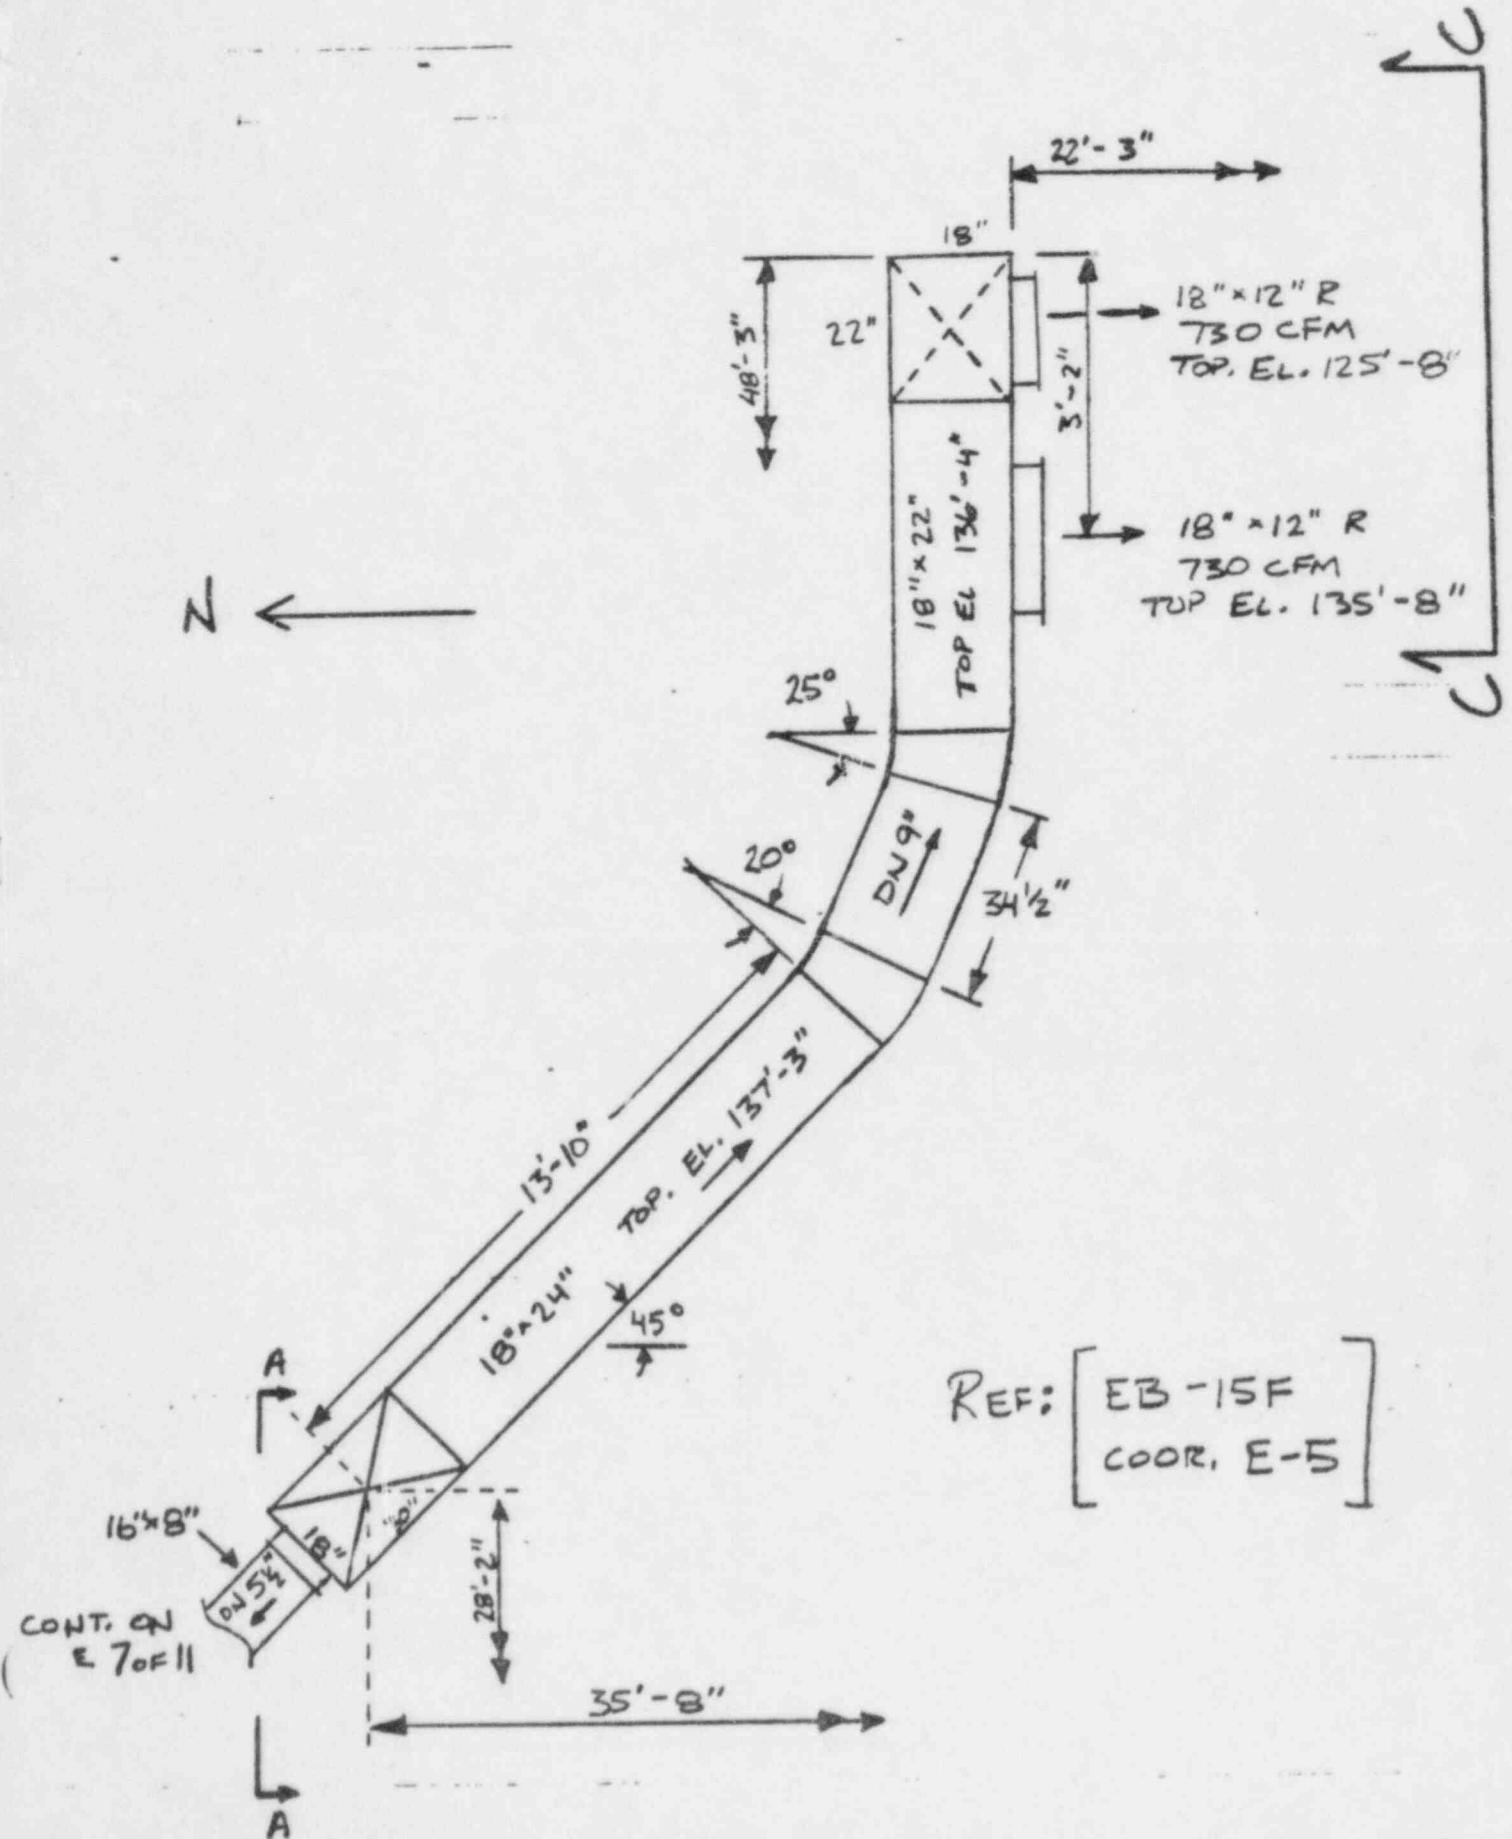 C
22'-3"
18"
22"
48'-3"
3'-2"
18"×12" R
730 CFM
TOP. EL. 125'-8"
18"×22"
TOP EL 136'-4"
18"×12" R
730 CFM
TOP EL. 135'-8"
N
C
25°
20°
DN 9"
34½"
13'-10"
TOP. EL. 137'-3"
18"×24"
45°
A
REF: [ EB-15F
COOR. E-5 ]
16"×8"
18"
DN 5½"
28'-2"
CONT. ON
E 7 OF 11
35'-8"
A